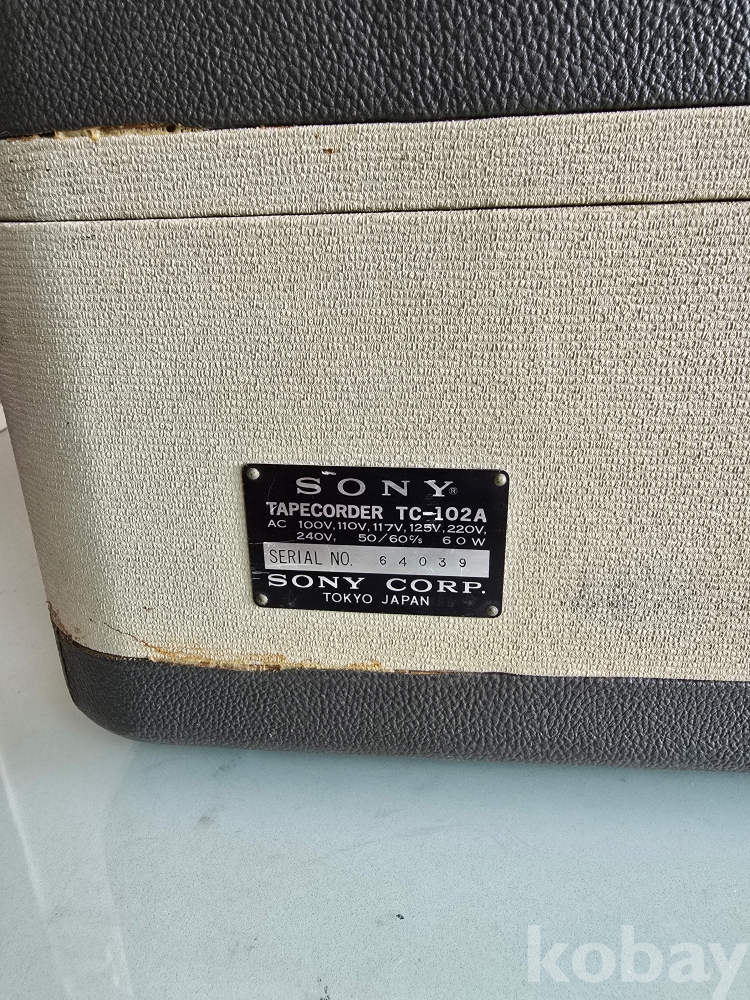 SONY®
TAPECORDER TC-102A
AC 100V, 110V, 117V, 125V, 220V,
240V, 50/60c/s 60W
SERIAL NO. 64039
SONY CORP.
TOKYO JAPAN
kobay